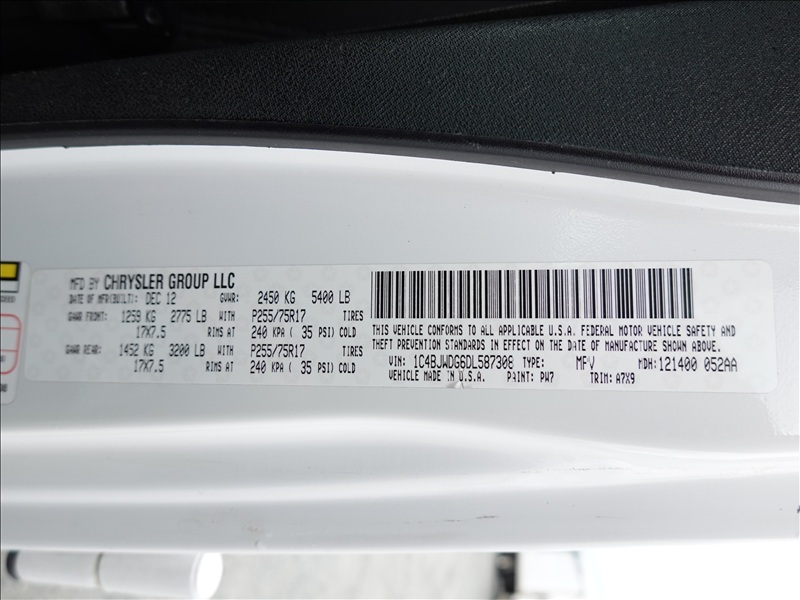 MFD BY CHRYSLER GROUP LLC
DATE OF MFR(BUILT): DEC 12 GVWR: 2450 KG 5400 LB
GAWR FRONT: 1259 KG 2775 LB WITH P255/75R17 TIRES
17X7.5 RIMS AT 240 KPA ( 35 PSI) COLD
GAWR REAR: 1452 KG 3200 LB WITH P255/75R17 TIRES
17X7.5 RIMS AT 240 KPA ( 35 PSI) COLD
THIS VEHICLE CONFORMS TO ALL APPLICABLE U.S.A. FEDERAL MOTOR VEHICLE SAFETY AND
THEFT PREVENTION STANDARDS IN EFFECT ON THE DATE OF MANUFACTURE SHOWN ABOVE.
VIN: 1C4BJWDG6DL587308 TYPE: MPV MDH: 121400 052AA
VEHICLE MADE IN U.S.A. PAINT: PW7 TRIM: A7X9